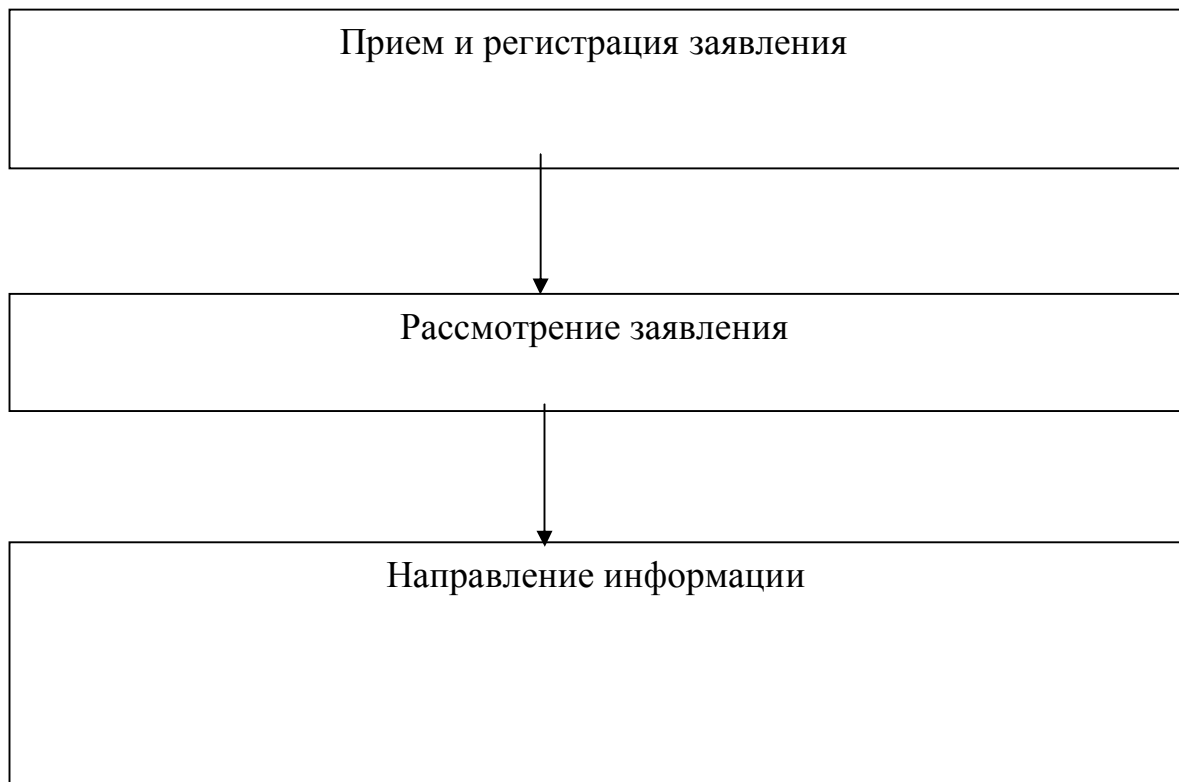 Прием и регистрация заявления
Рассмотрение заявления
Направление информации